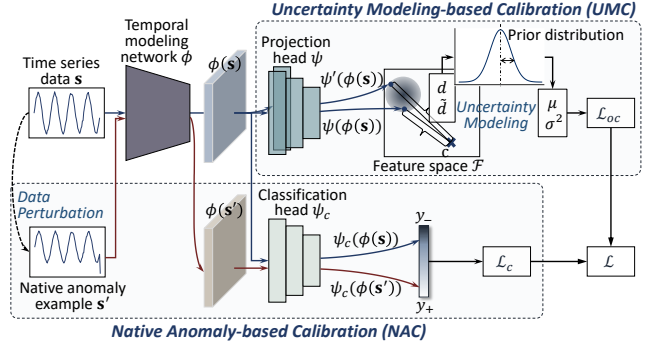 Uncertainty Modeling-based Calibration (UMC)
Temporal
modeling
network ϕ
Time series
data s
ϕ(s)
Projection
head ψ
ψ′(ϕ(s))
ψ(ϕ(s))
d
d̃
c
Feature space ℱ
Prior distribution
Uncertainty
Modeling
μ
σ²
ℒoc
Data
Perturbation
Native anomaly
example s′
ϕ(s′)
Classification
head ψc
ψc(ϕ(s))
ψc(ϕ(s′))
y−
y+
ℒc
ℒ
Native Anomaly-based Calibration (NAC)